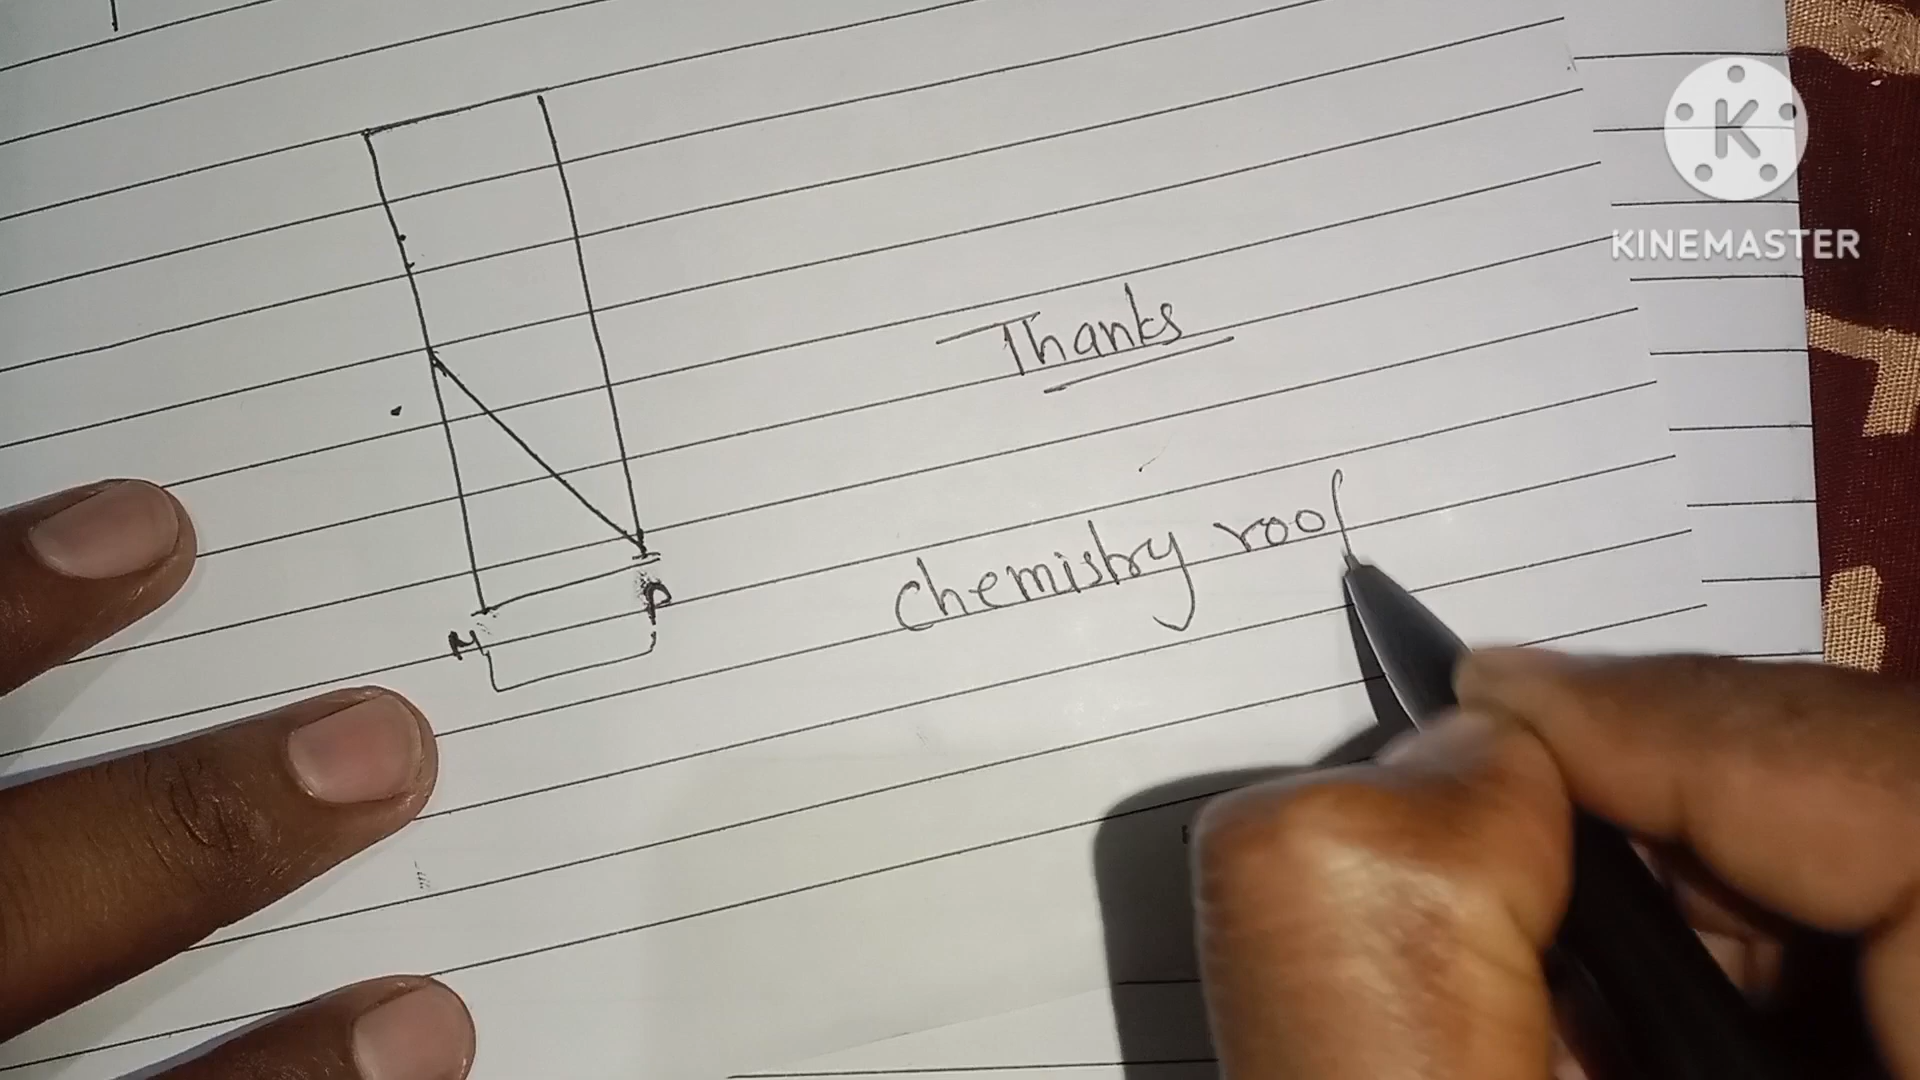 K
KINEMASTER
Thanks
chemistry roof
M
P